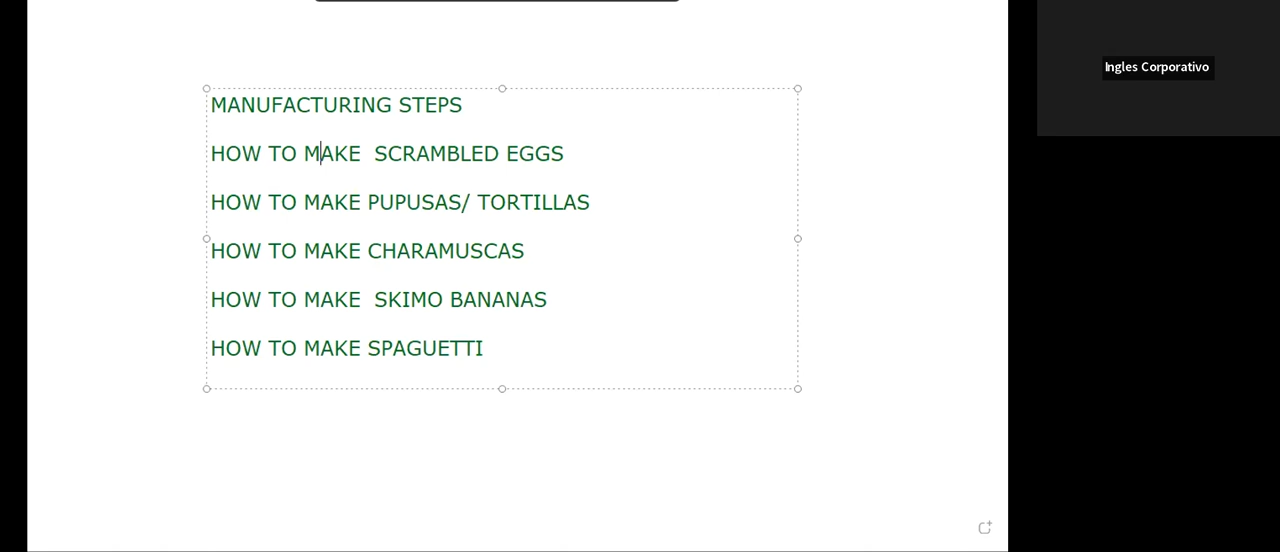 MANUFACTURING STEPS
HOW TO MAKE  SCRAMBLED EGGS
HOW TO MAKE PUPUSAS/ TORTILLAS
HOW TO MAKE CHARAMUSCAS
HOW TO MAKE  SKIMO BANANAS
HOW TO MAKE SPAGUETTI
Ingles Corporativo